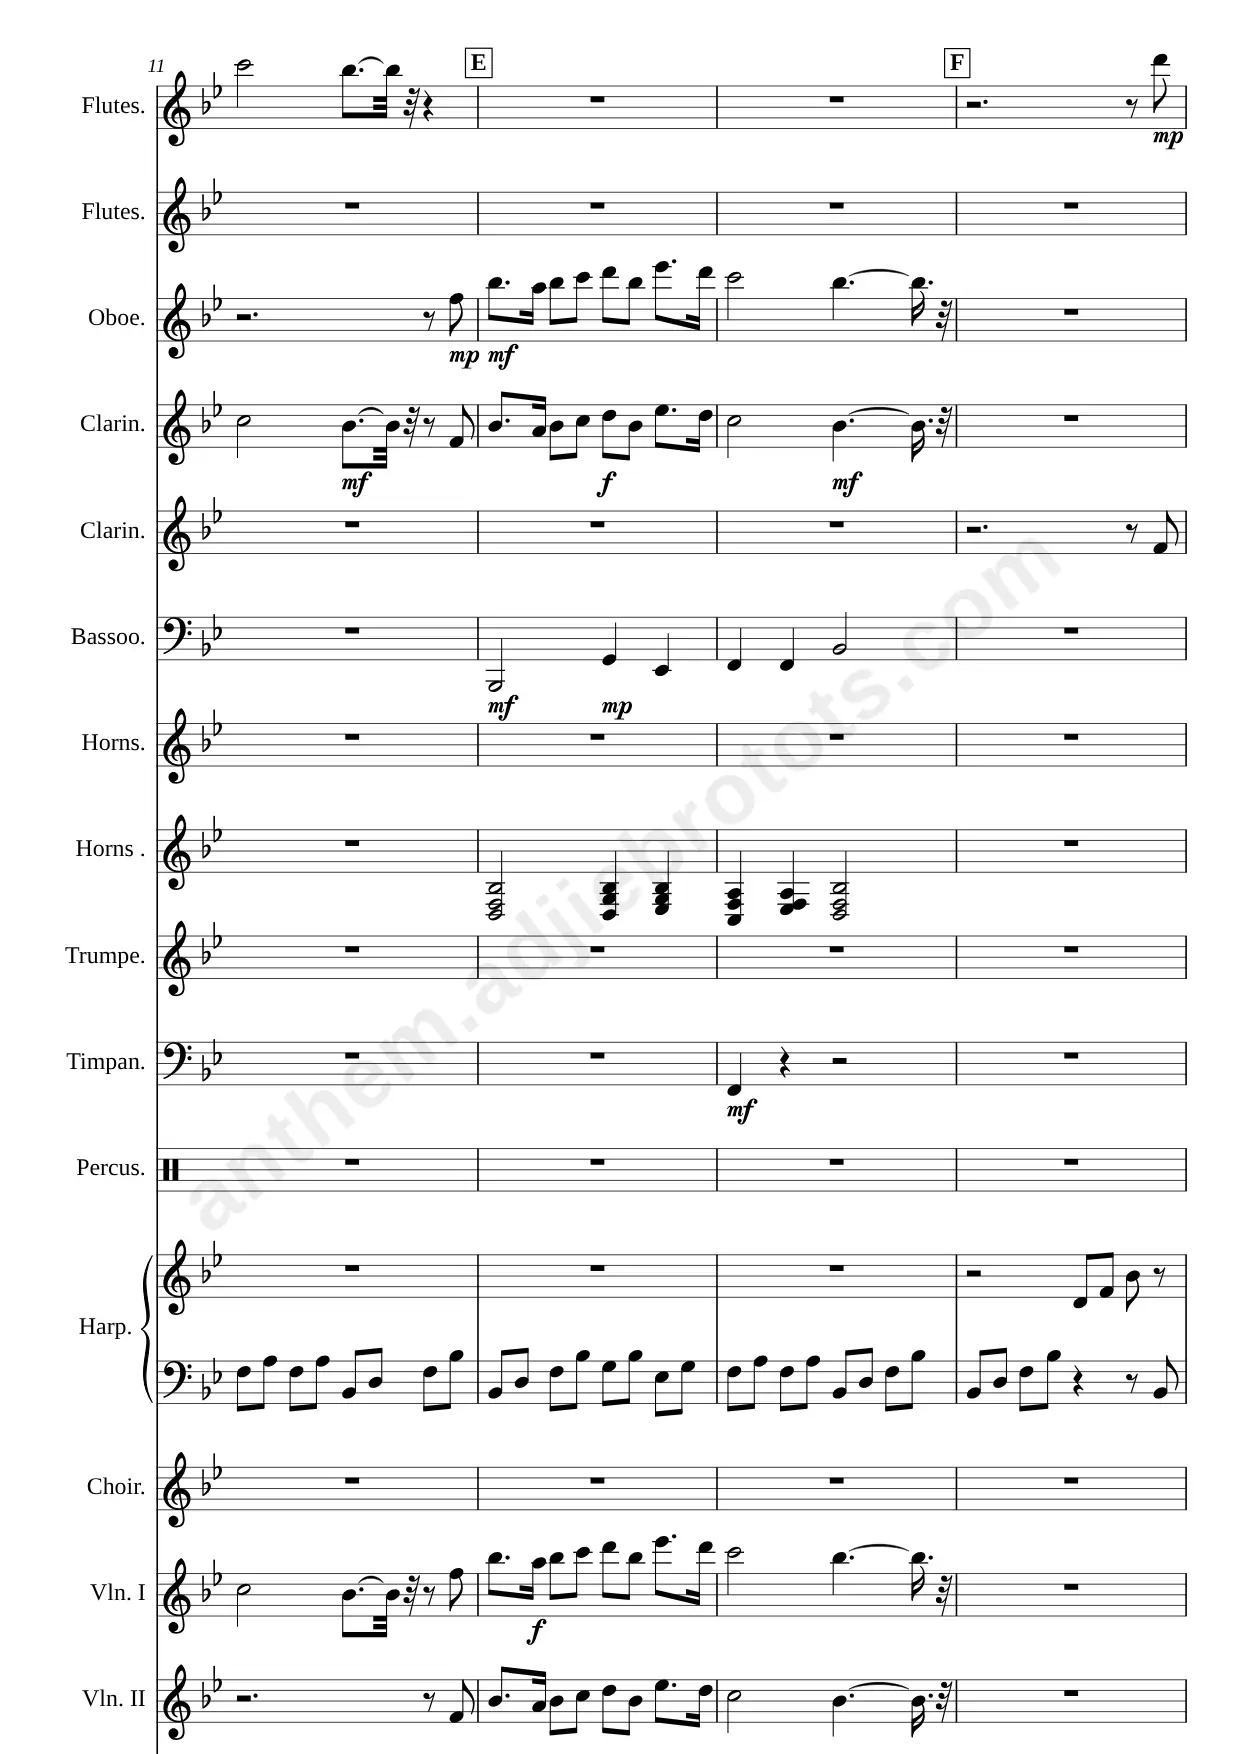 11
E
F
Flutes.
mp
Flutes.
Oboe.
mp mf
Clarin.
mf f mf
Clarin.
Bassoo.
mf mp
Horns.
Horns .
Trumpe.
Timpan.
mf
Percus.
Harp.
Choir.
Vln. I
f
Vln. II
anthem.adjiebrotots.com